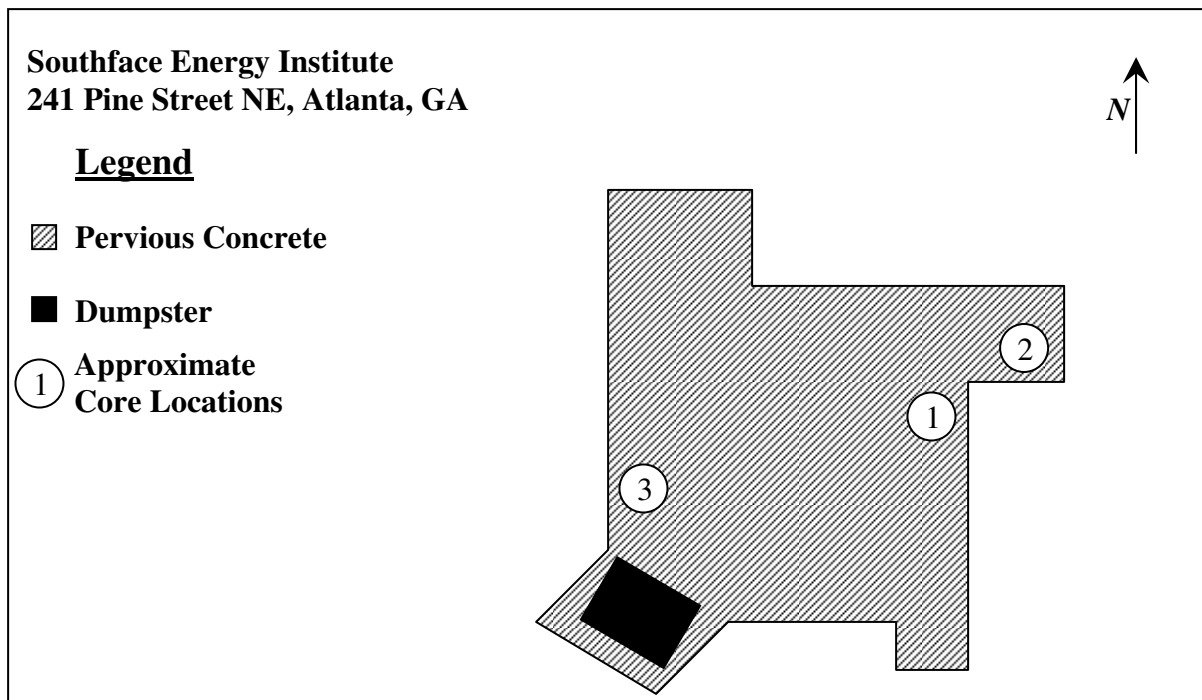 Southface Energy Institute
241 Pine Street NE, Atlanta, GA
N
Legend
Pervious Concrete
Dumpster
1
Approximate
Core Locations
2
1
3